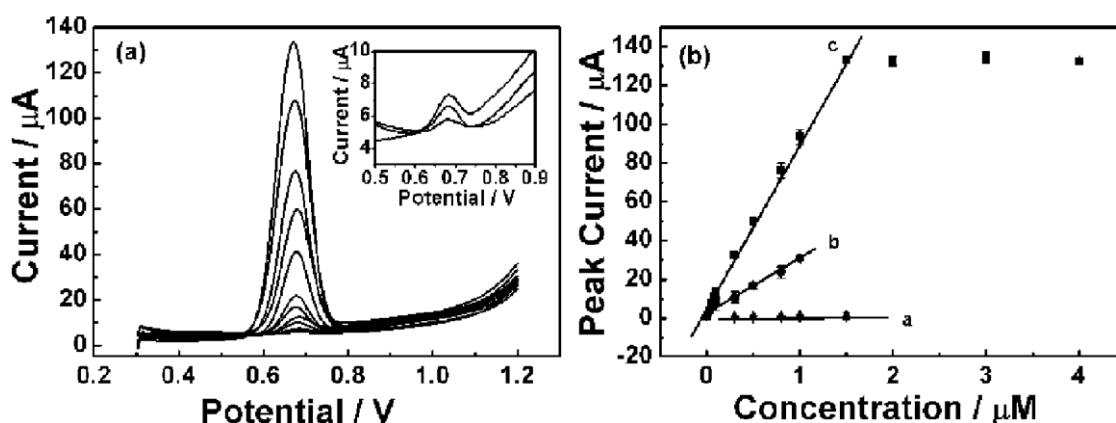 (a)
Current / µA
140
120
100
80
60
40
20
0
0.2 0.4 0.6 0.8 1.0 1.2
Potential / V
Current / µA
10
8
6
4
0.5 0.6 0.7 0.8 0.9
Potential / V
(b)
Peak Current / µA
140
120
100
80
60
40
20
0
-20
c
b
a
0 1 2 3 4
Concentration / µM